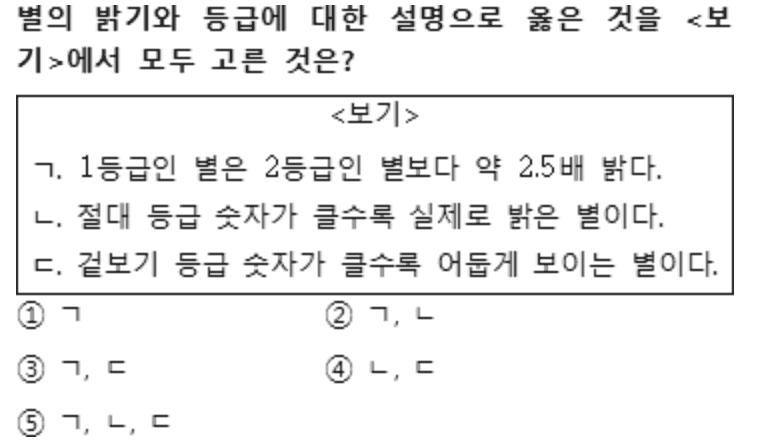 별의 밝기와 등급에 대한 설명으로 옳은 것을 <보
기>에서 모두 고른 것은?
<보기>
ㄱ. 1등급인 별은 2등급인 별보다 약 2.5배 밝다.
ㄴ. 절대 등급 숫자가 클수록 실제로 밝은 별이다.
ㄷ. 겉보기 등급 숫자가 클수록 어둡게 보이는 별이다.
① ㄱ ② ㄱ, ㄴ
③ ㄱ, ㄷ ④ ㄴ, ㄷ
⑤ ㄱ, ㄴ, ㄷ